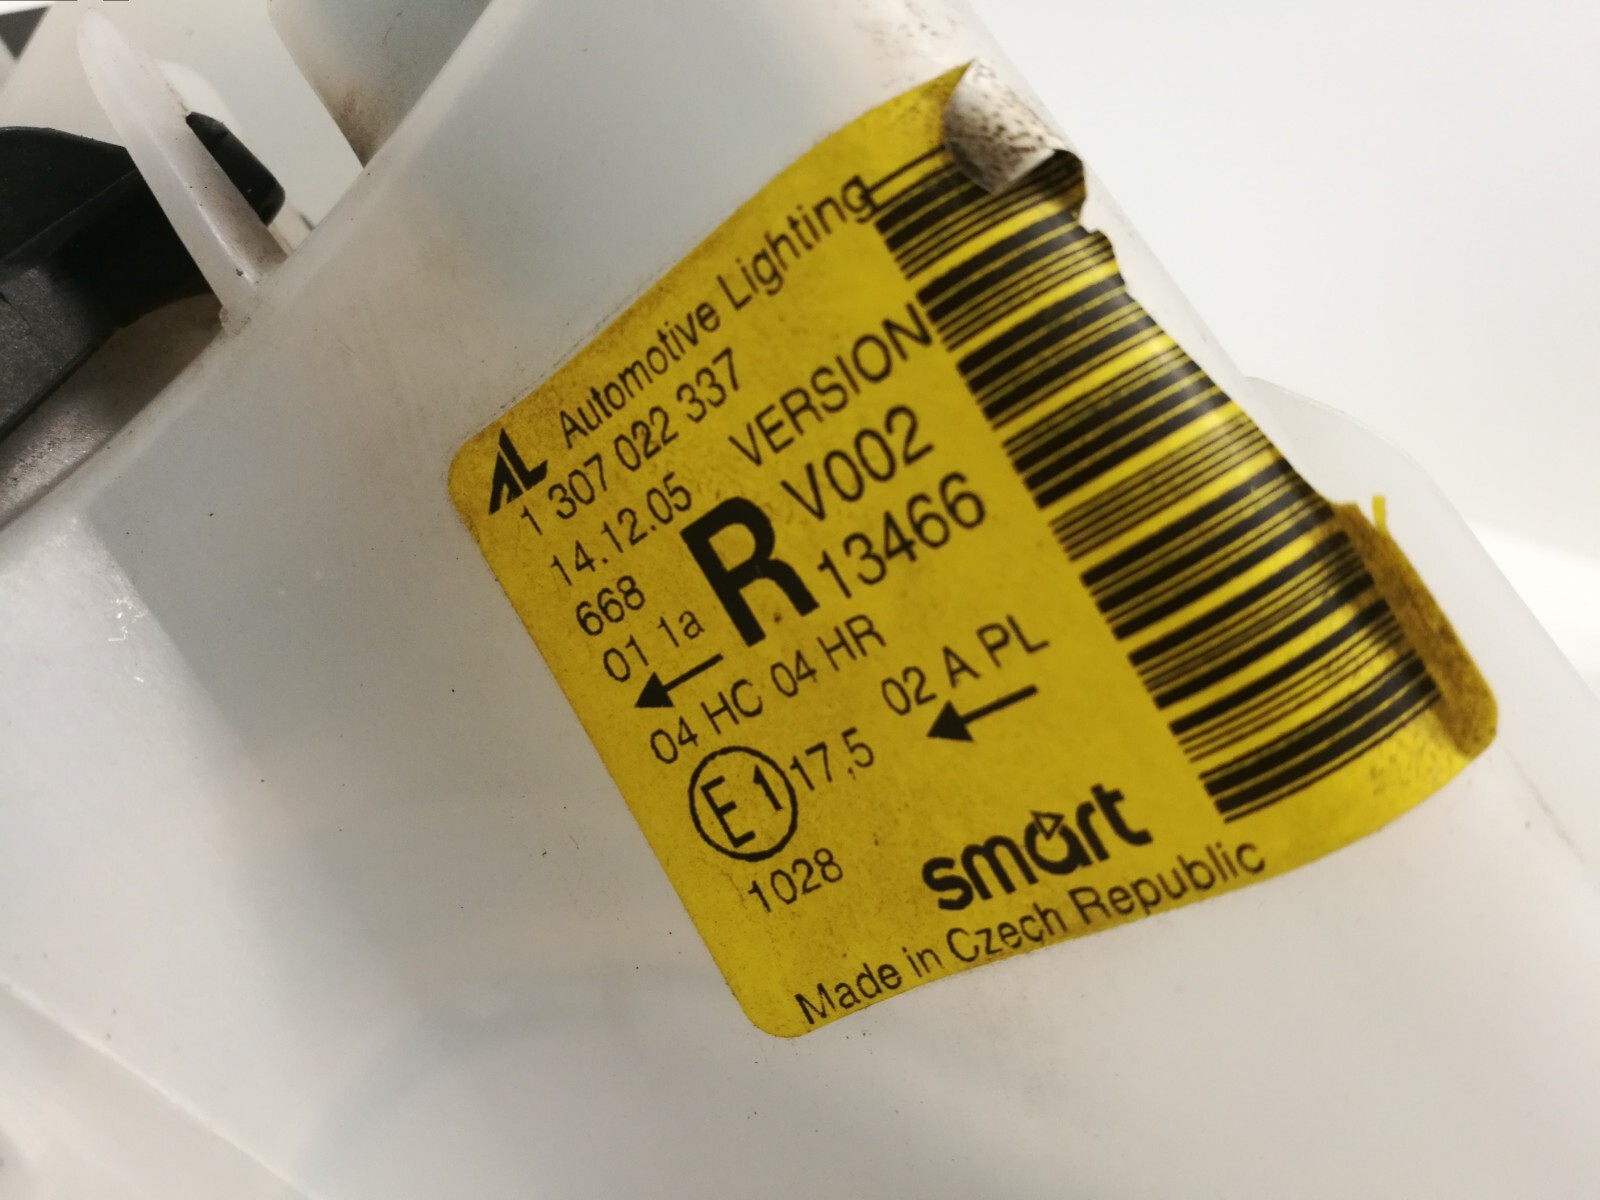 AL Automotive Lighting
1 307 022 337
14.12.05 VERSION
668 R V002
01 1a 13466
04 HC 04 HR
02 A PL
E1 17,5
1028
smart
Made in Czech Republic